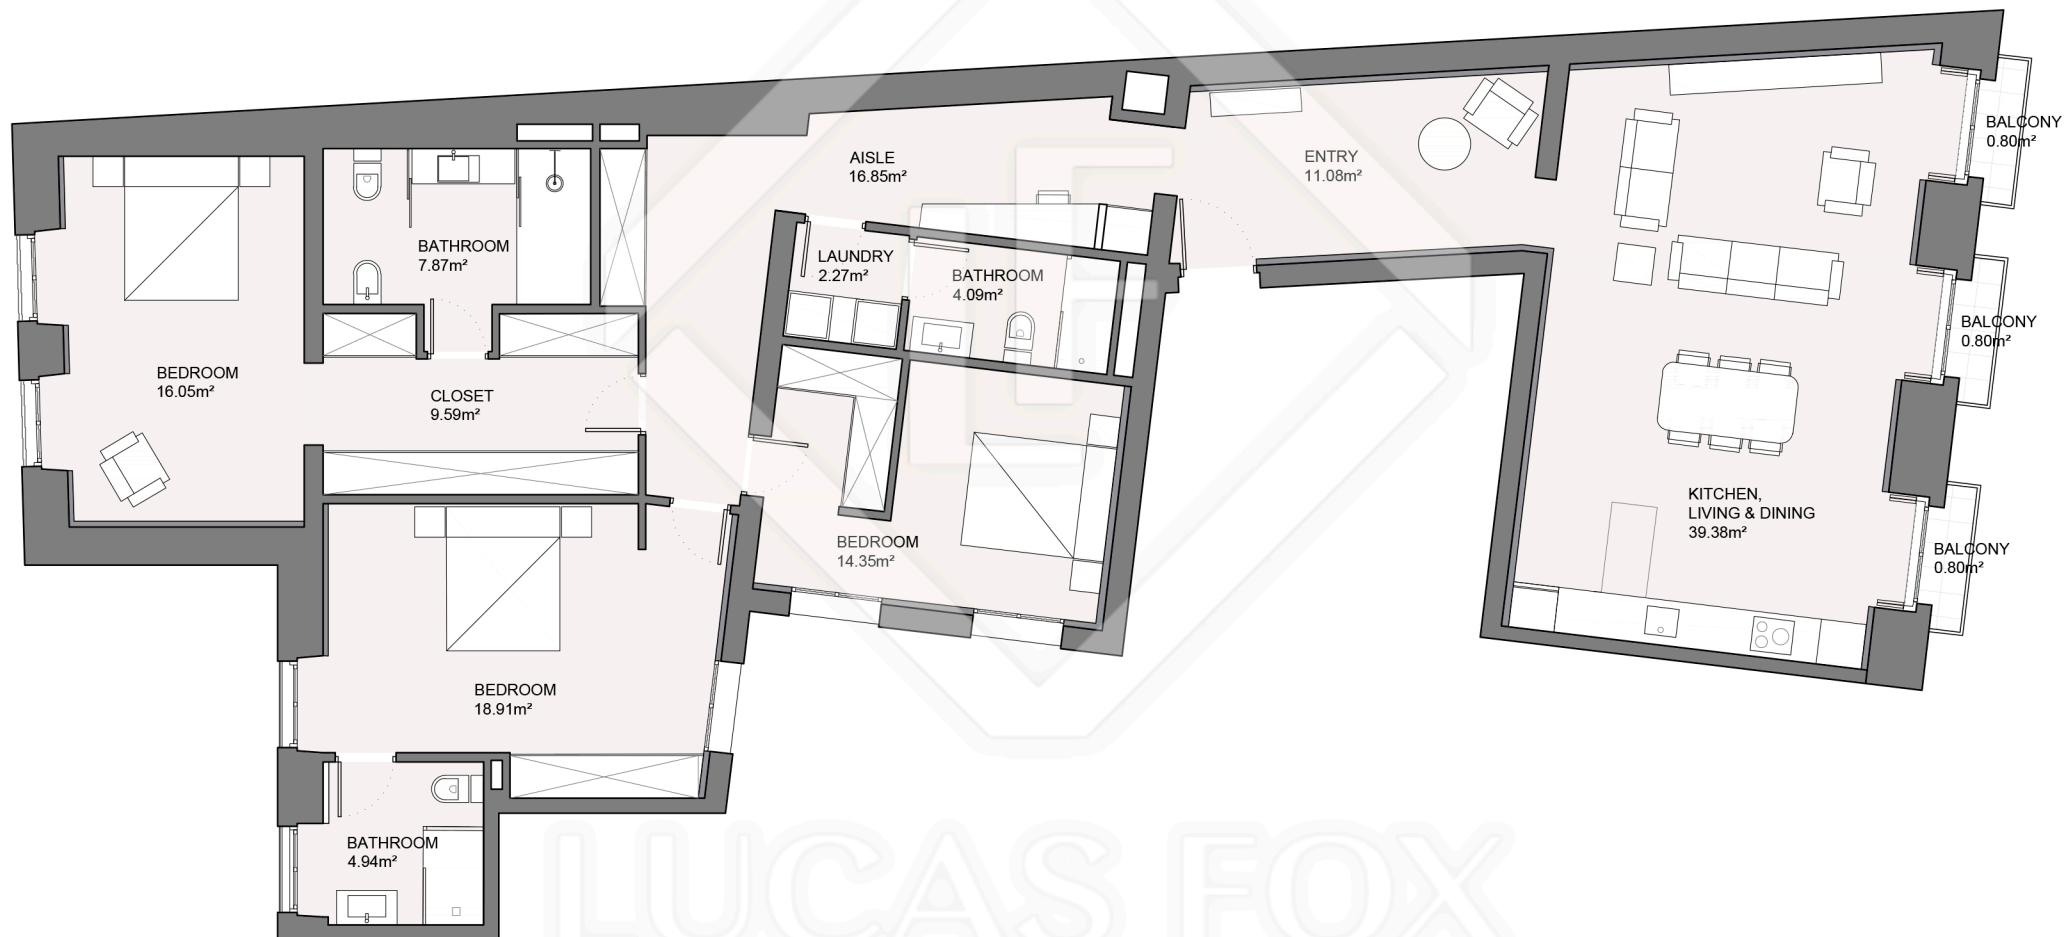 BALCONY
0.80m²
AISLE
16.85m²
ENTRY
11.08m²
BATHROOM
7.87m²
LAUNDRY
2.27m²
BATHROOM
4.09m²
BALCONY
0.80m²
BEDROOM
16.05m²
CLOSET
9.59m²
KITCHEN,
LIVING & DINING
39.38m²
BEDROOM
14.35m²
BALCONY
0.80m²
BEDROOM
18.91m²
BATHROOM
4.94m²
LUCAS FOX